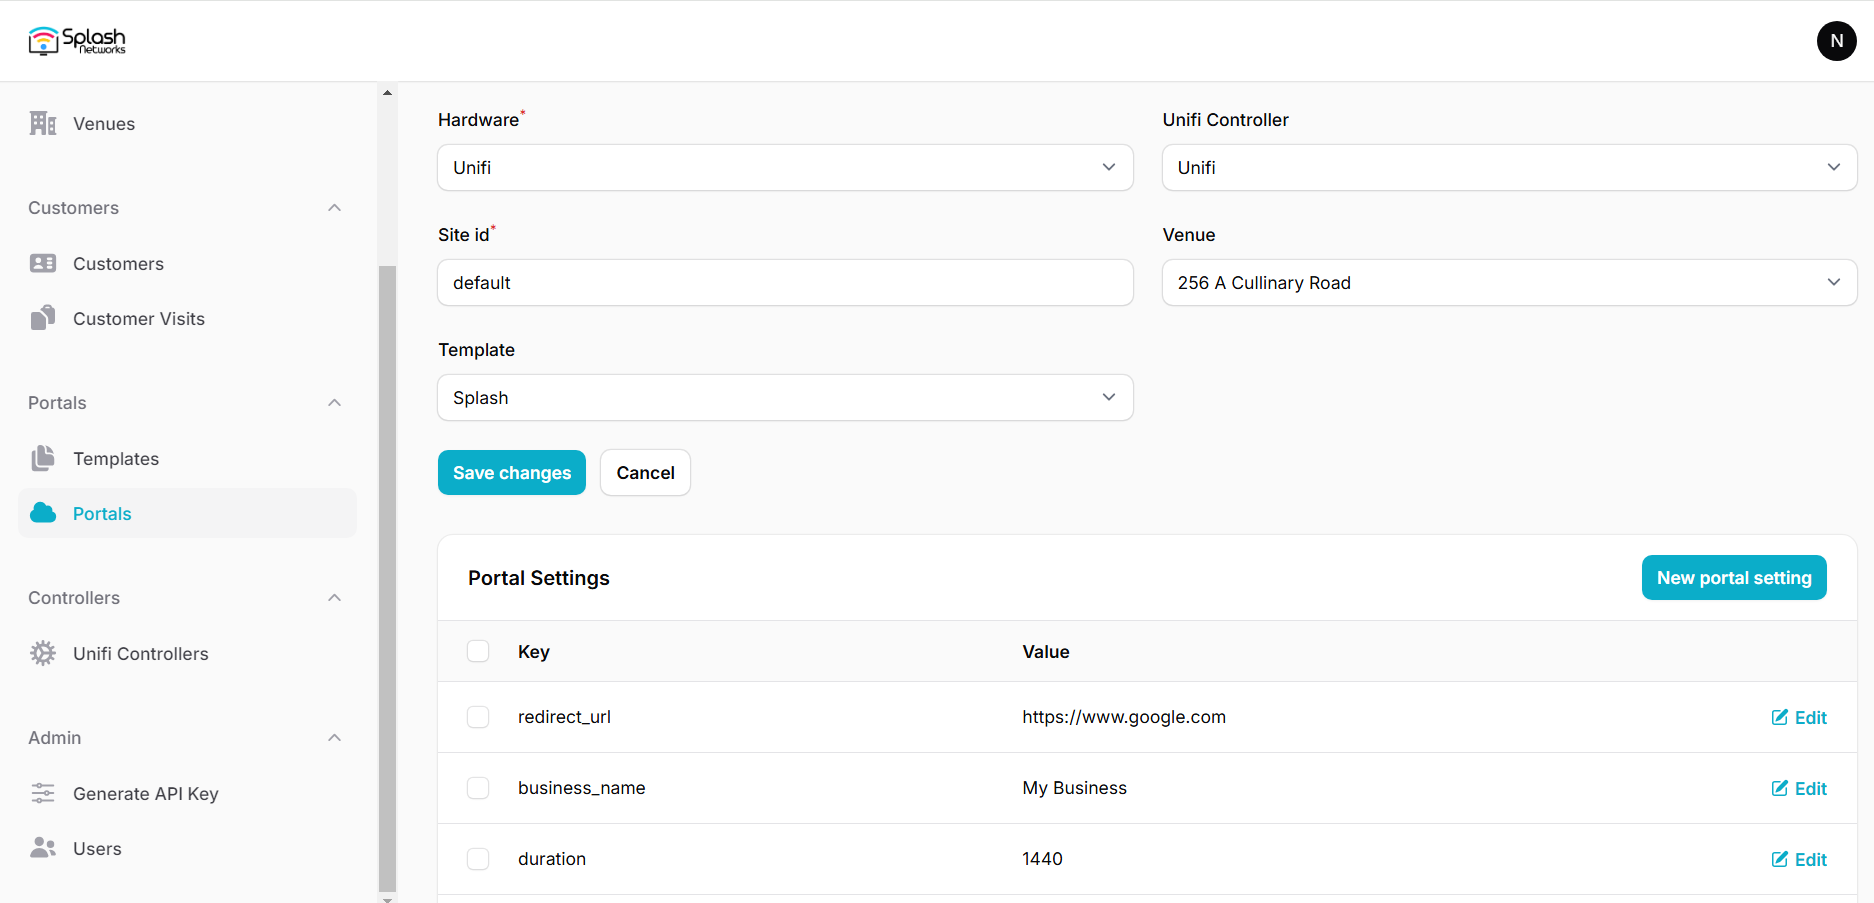 Splash
Networks
N
Venues
Customers
Customers
Customer Visits
Portals
Templates
Portals
Controllers
Unifi Controllers
Admin
Generate API Key
Users
Hardware*
Unifi
Unifi Controller
Unifi
Site id*
default
Venue
256 A Cullinary Road
Template
Splash
Save changes
Cancel
Portal Settings
New portal setting
Key
Value
redirect_url
https://www.google.com
Edit
business_name
My Business
Edit
duration
1440
Edit